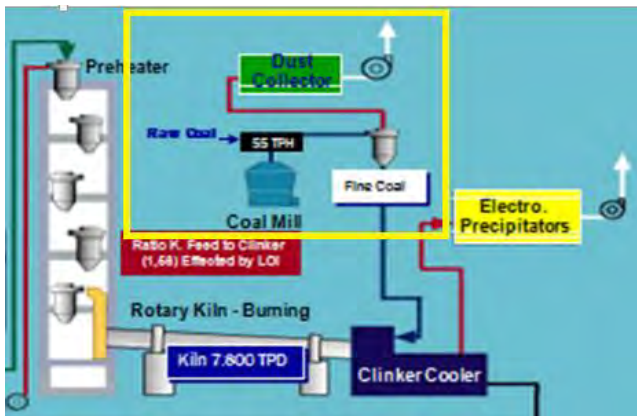 Dust
Collector
Preheater
Raw Coal
55 TPH
Fine Coal
Coal Mill
Electro.
Precipitators
Ratio K. Feed to Clinker
(1,66) Effected by LOI
Rotary Kiln - Burning
Kiln 7.800 TPD
Clinker Cooler